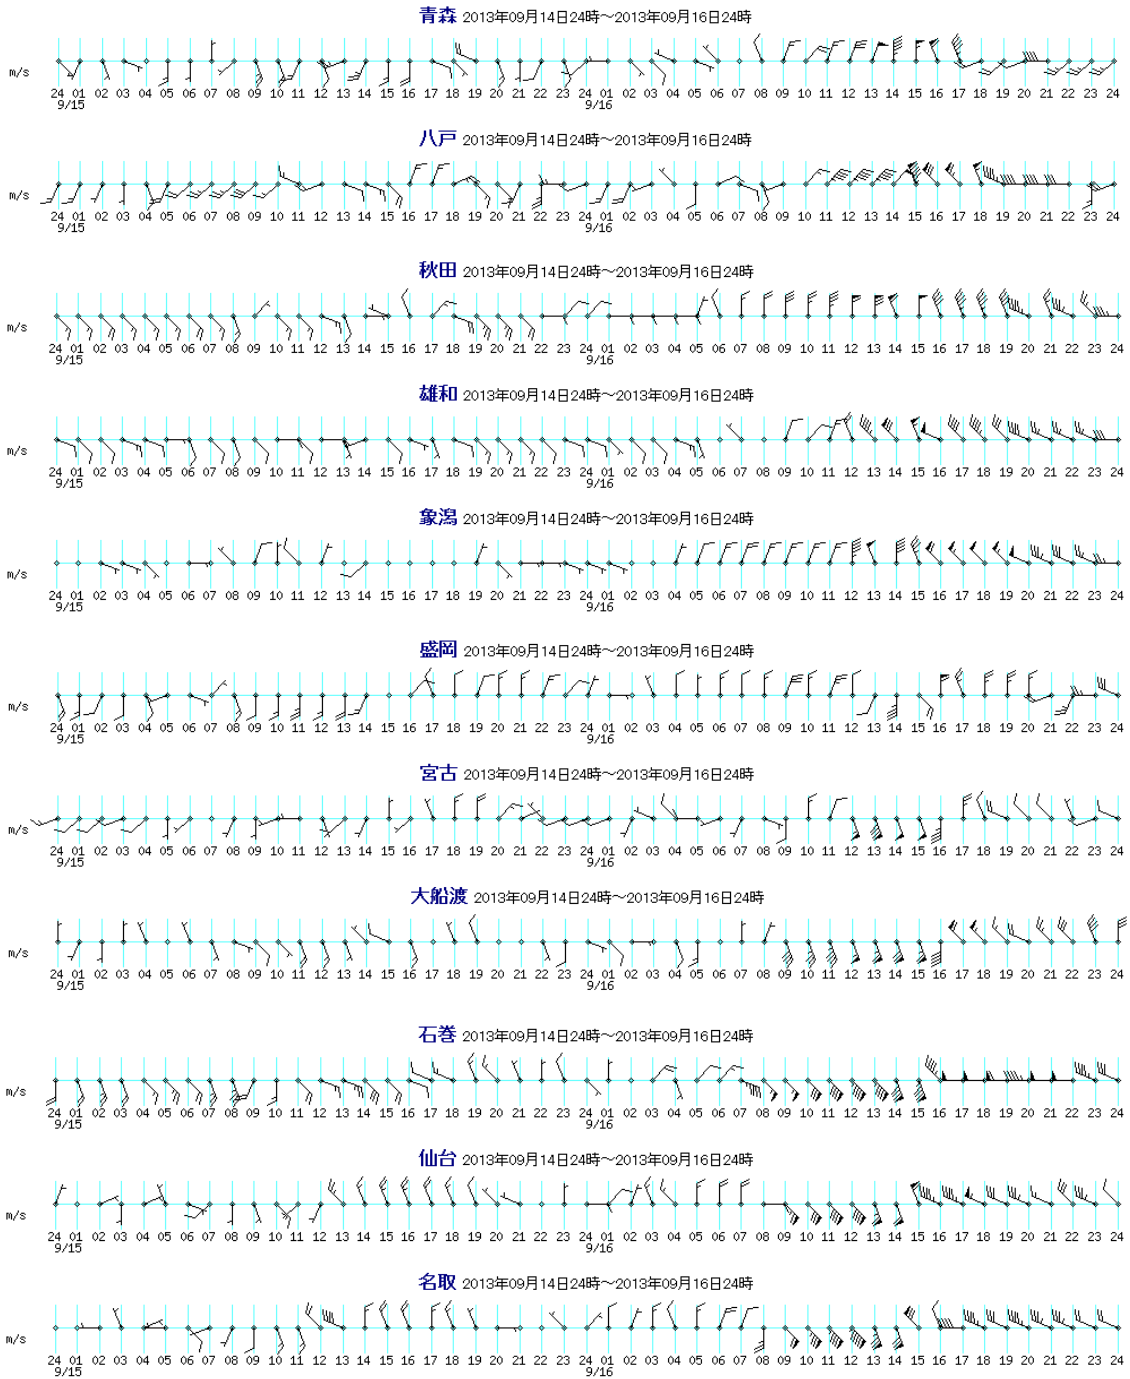 青森 2013年09月14日24時～2013年09月16日24時
m/s
24 01 02 03 04 05 06 07 08 09 10 11 12 13 14 15 16 17 18 19 20 21 22 23 24 01 02 03 04 05 06 07 08 09 10 11 12 13 14 15 16 17 18 19 20 21 22 23 24
9/15 9/16
八戸 2013年09月14日24時～2013年09月16日24時
m/s
24 01 02 03 04 05 06 07 08 09 10 11 12 13 14 15 16 17 18 19 20 21 22 23 24 01 02 03 04 05 06 07 08 09 10 11 12 13 14 15 16 17 18 19 20 21 22 23 24
9/15 9/16
秋田 2013年09月14日24時～2013年09月16日24時
m/s
24 01 02 03 04 05 06 07 08 09 10 11 12 13 14 15 16 17 18 19 20 21 22 23 24 01 02 03 04 05 06 07 08 09 10 11 12 13 14 15 16 17 18 19 20 21 22 23 24
9/15 9/16
雄和 2013年09月14日24時～2013年09月16日24時
m/s
24 01 02 03 04 05 06 07 08 09 10 11 12 13 14 15 16 17 18 19 20 21 22 23 24 01 02 03 04 05 06 07 08 09 10 11 12 13 14 15 16 17 18 19 20 21 22 23 24
9/15 9/16
象潟 2013年09月14日24時～2013年09月16日24時
m/s
24 01 02 03 04 05 06 07 08 09 10 11 12 13 14 15 16 17 18 19 20 21 22 23 24 01 02 03 04 05 06 07 08 09 10 11 12 13 14 15 16 17 18 19 20 21 22 23 24
9/15 9/16
盛岡 2013年09月14日24時～2013年09月16日24時
m/s
24 01 02 03 04 05 06 07 08 09 10 11 12 13 14 15 16 17 18 19 20 21 22 23 24 01 02 03 04 05 06 07 08 09 10 11 12 13 14 15 16 17 18 19 20 21 22 23 24
9/15 9/16
宮古 2013年09月14日24時～2013年09月16日24時
m/s
24 01 02 03 04 05 06 07 08 09 10 11 12 13 14 15 16 17 18 19 20 21 22 23 24 01 02 03 04 05 06 07 08 09 10 11 12 13 14 15 16 17 18 19 20 21 22 23 24
9/15 9/16
大船渡 2013年09月14日24時～2013年09月16日24時
m/s
24 01 02 03 04 05 06 07 08 09 10 11 12 13 14 15 16 17 18 19 20 21 22 23 24 01 02 03 04 05 06 07 08 09 10 11 12 13 14 15 16 17 18 19 20 21 22 23 24
9/15 9/16
石巻 2013年09月14日24時～2013年09月16日24時
m/s
24 01 02 03 04 05 06 07 08 09 10 11 12 13 14 15 16 17 18 19 20 21 22 23 24 01 02 03 04 05 06 07 08 09 10 11 12 13 14 15 16 17 18 19 20 21 22 23 24
9/15 9/16
仙台 2013年09月14日24時～2013年09月16日24時
m/s
24 01 02 03 04 05 06 07 08 09 10 11 12 13 14 15 16 17 18 19 20 21 22 23 24 01 02 03 04 05 06 07 08 09 10 11 12 13 14 15 16 17 18 19 20 21 22 23 24
9/15 9/16
名取 2013年09月14日24時～2013年09月16日24時
m/s
24 01 02 03 04 05 06 07 08 09 10 11 12 13 14 15 16 17 18 19 20 21 22 23 24 01 02 03 04 05 06 07 08 09 10 11 12 13 14 15 16 17 18 19 20 21 22 23 24
9/15 9/16